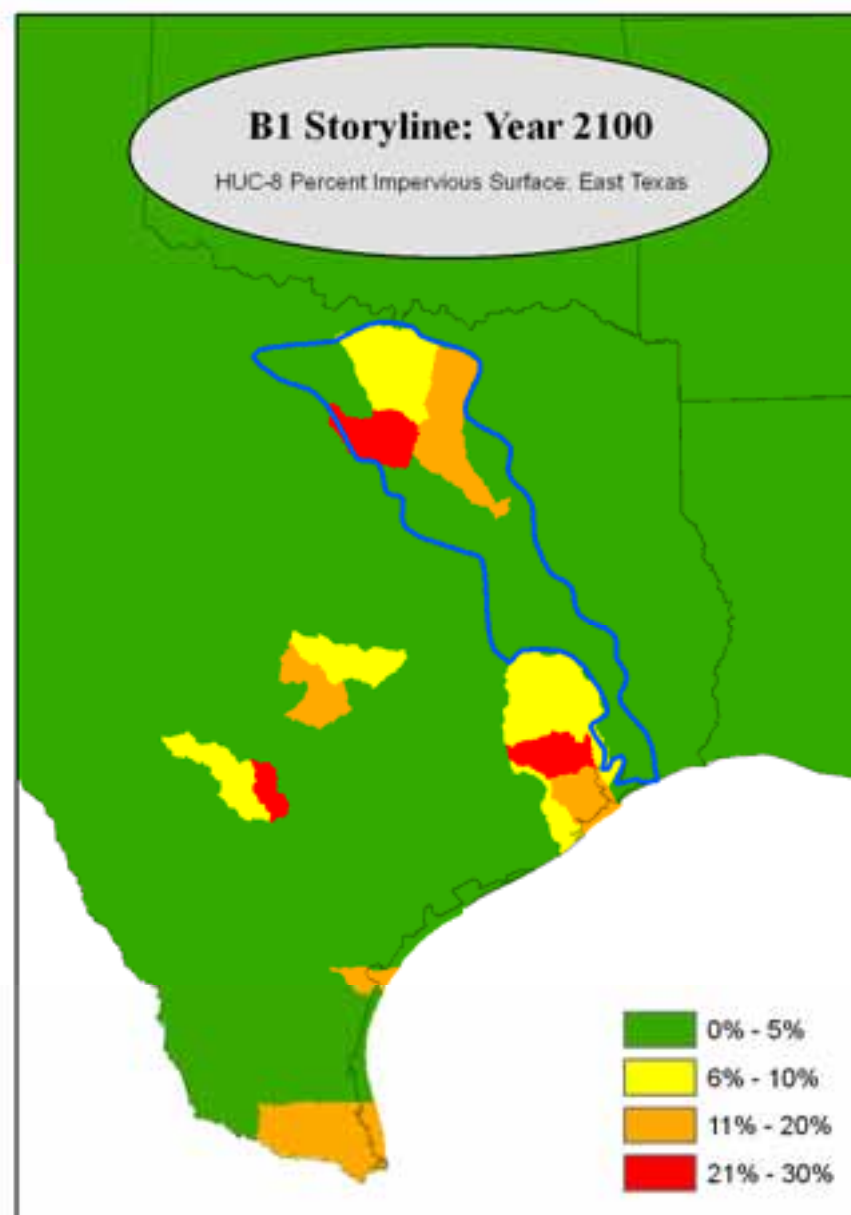 B1 Storyline: Year 2100
HUC-8 Percent Impervious Surface: East Texas
0% - 5%
6% - 10%
11% - 20%
21% - 30%